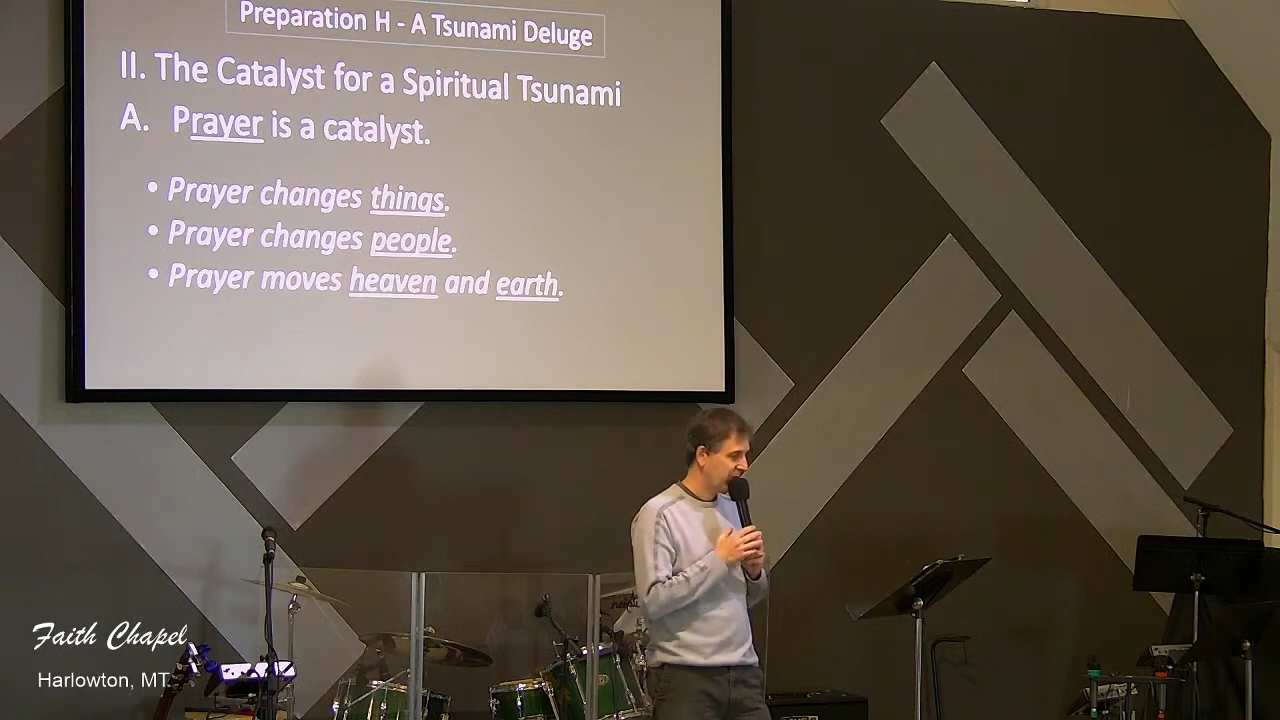 Preparation H - A Tsunami Deluge
II. The Catalyst for a Spiritual Tsunami
A. Prayer is a catalyst.
• Prayer changes things.
• Prayer changes people.
• Prayer moves heaven and earth.
Faith Chapel
Harlowton, MT.